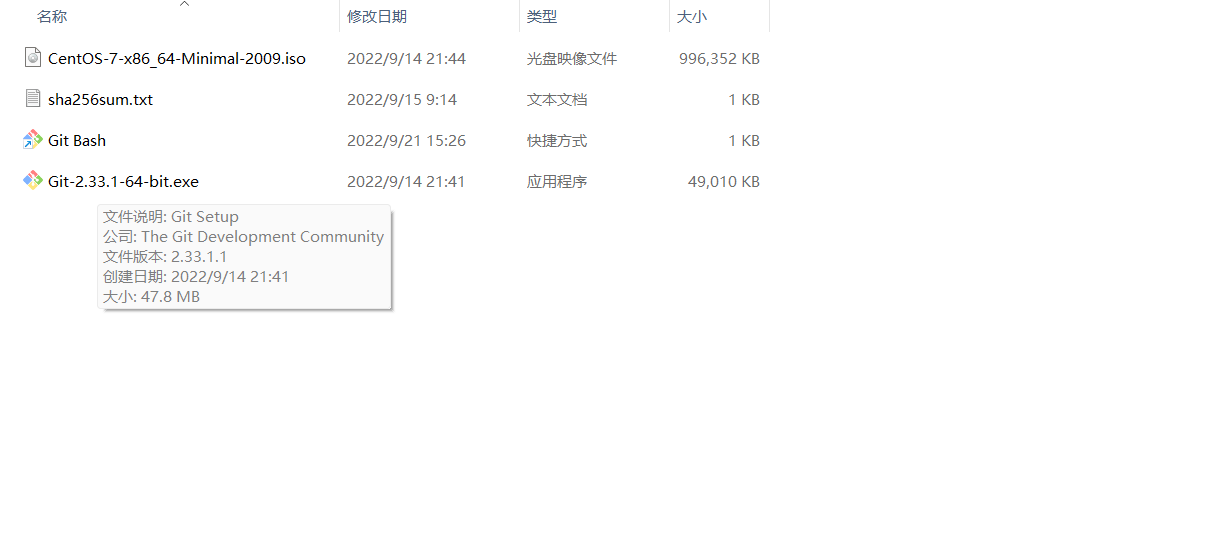 名称 修改日期 类型 大小
CentOS-7-x86_64-Minimal-2009.iso 2022/9/14 21:44 光盘映像文件 996,352 KB
sha256sum.txt 2022/9/15 9:14 文本文档 1 KB
Git Bash 2022/9/21 15:26 快捷方式 1 KB
Git-2.33.1-64-bit.exe 2022/9/14 21:41 应用程序 49,010 KB
文件说明: Git Setup
公司: The Git Development Community
文件版本: 2.33.1.1
创建日期: 2022/9/14 21:41
大小: 47.8 MB